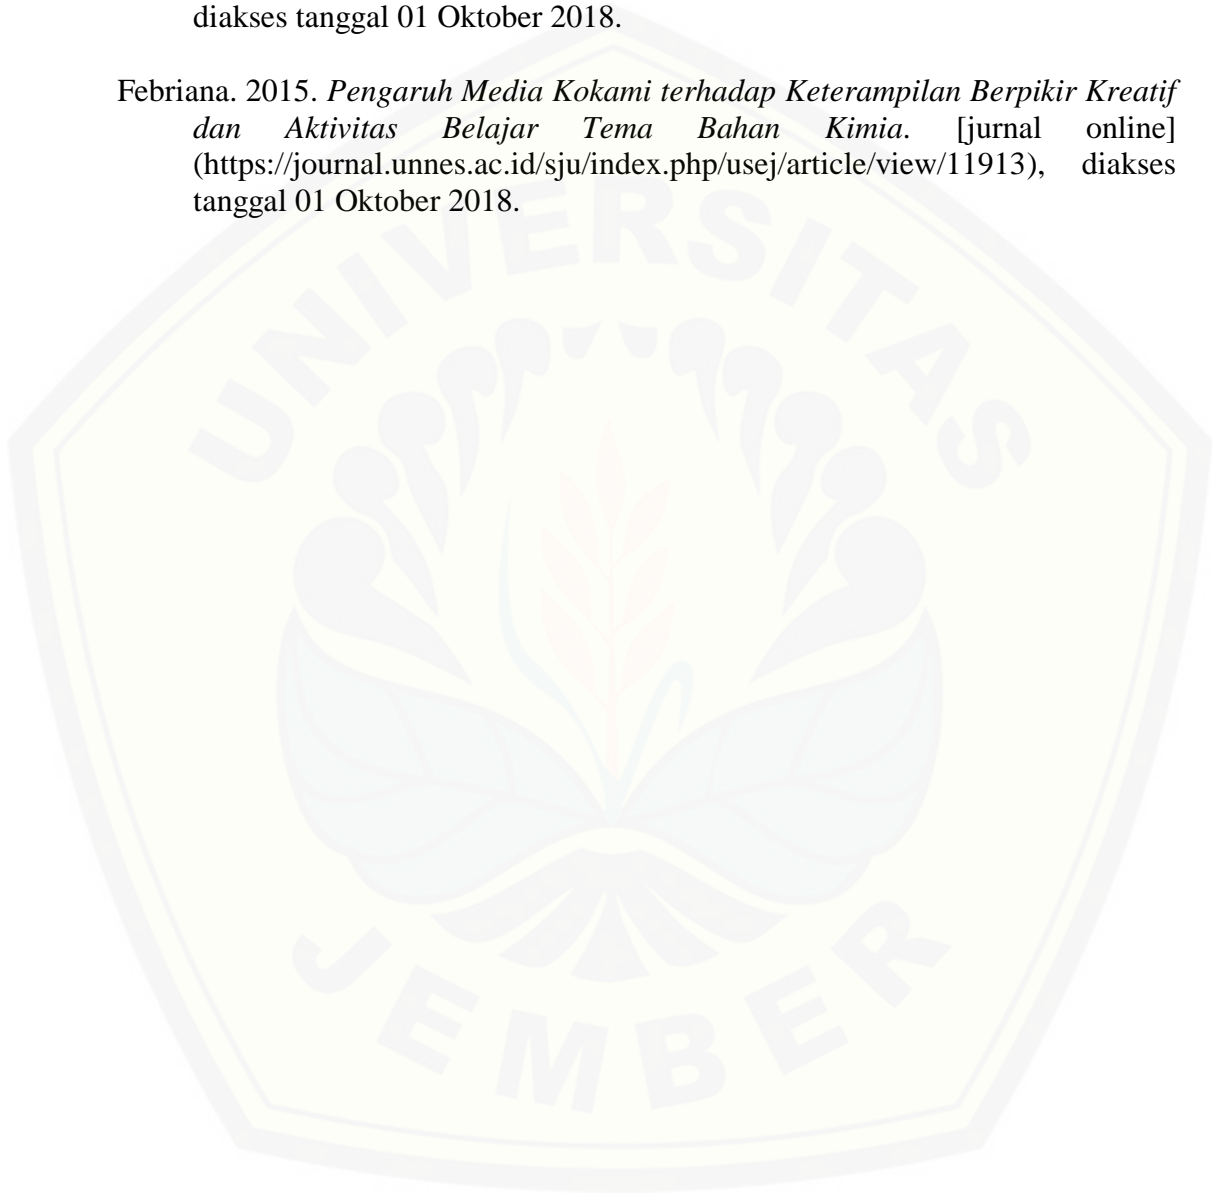 diakses tanggal 01 Oktober 2018.
Febriana. 2015. Pengaruh Media Kokami terhadap Keterampilan Berpikir Kreatif
dan Aktivitas Belajar Tema Bahan Kimia. [jurnal online]
(https://journal.unnes.ac.id/sju/index.php/usej/article/view/11913), diakses
tanggal 01 Oktober 2018.
UNIVERSITAS
JEMBER